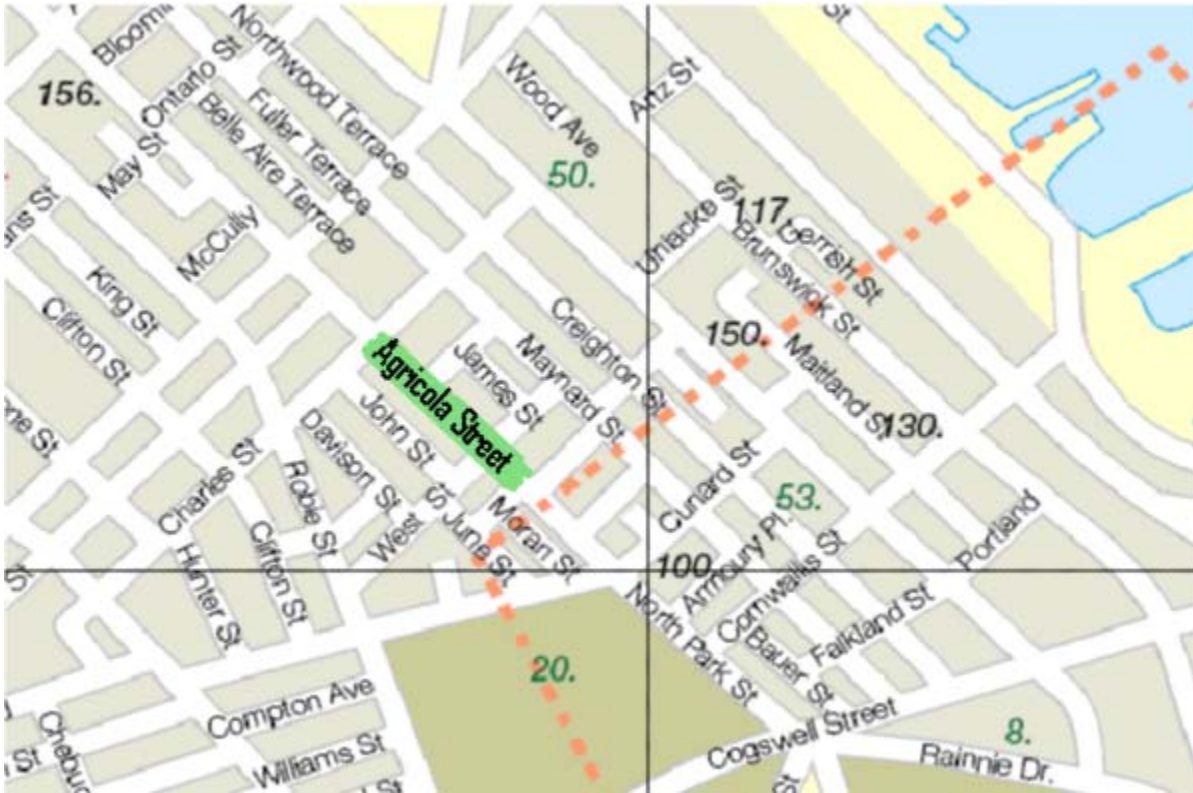 St
Bloomi
Northwood Terrace
Ontario St
156.
Wood Ave
Artz St
Fuller Terrace
Belle Aire Terrace
May St
50.
McCully
Uniacke St
117.
Gerrish St
Brunswick St
King St
Clifton St
Creighton St
150.
Maitland St
130.
Agricola Street
James St
Maynard St
John St
Davison St
Charles St
Robie St
West St
June St
Moran St
Cunard St
53.
Clifton St
Hunter St
100.
Armoury Pl.
Cornwallis St
Portland
North Park St
Bauer St
Falkland St
20.
Compton Ave
Williams St
Cogswell Street
8.
Rainnie Dr.
St